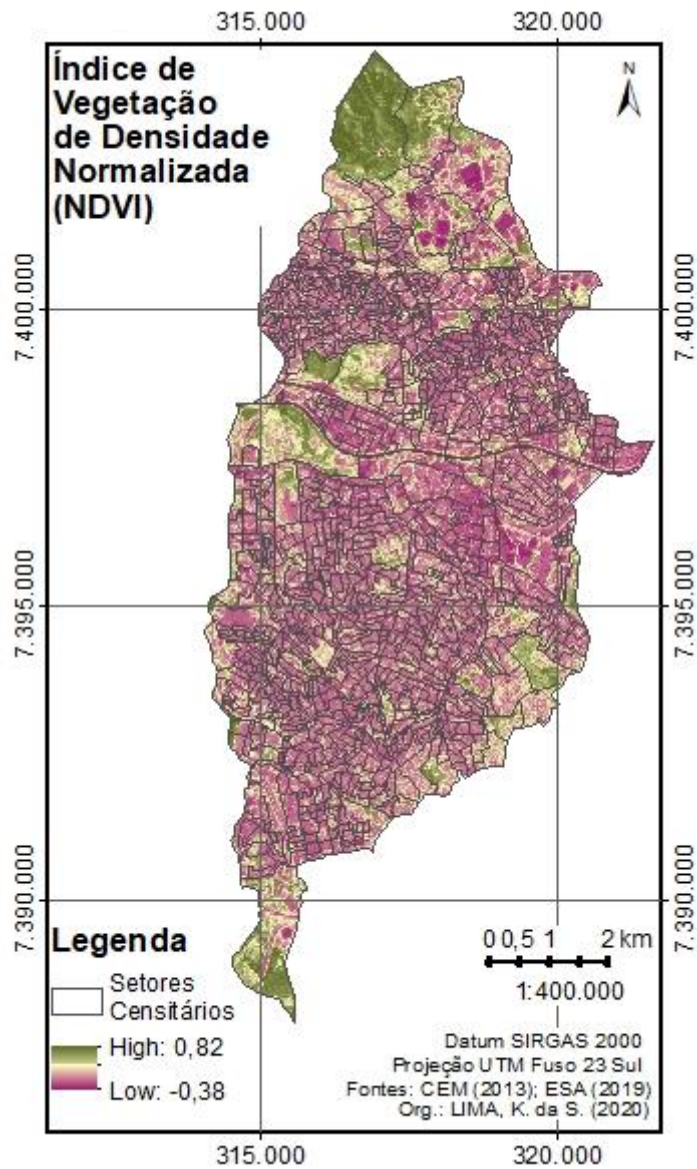 315.000 320.000
Índice de
Vegetação
de Densidade
Normalizada
(NDVI)
N
7.400.000 7.400.000
7.395.000 7.395.000
7.390.000 7.390.000
Legenda
Setores
Censitários
High: 0,82
Low: -0,38
0 0,5 1 2 km
1:400.000
Datum SIRGAS 2000
Projeção UTM Fuso 23 Sul
Fontes: CEM (2013); ESA (2019)
Org.: LIMA, K. da S. (2020)
315.000 320.000